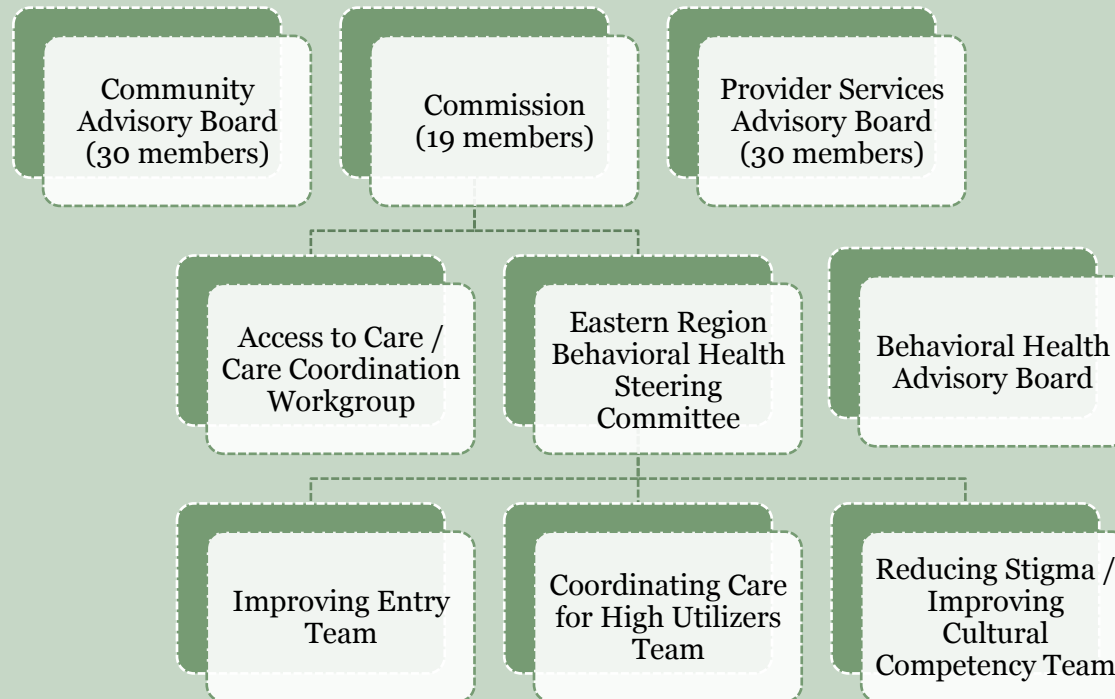 Community
Advisory Board
(30 members)
Commission
(19 members)
Provider Services
Advisory Board
(30 members)
Access to Care /
Care Coordination
Workgroup
Eastern Region
Behavioral Health
Steering
Committee
Behavioral Health
Advisory Board
Improving Entry
Team
Coordinating Care
for High Utilizers
Team
Reducing Stigma /
Improving
Cultural
Competency Team